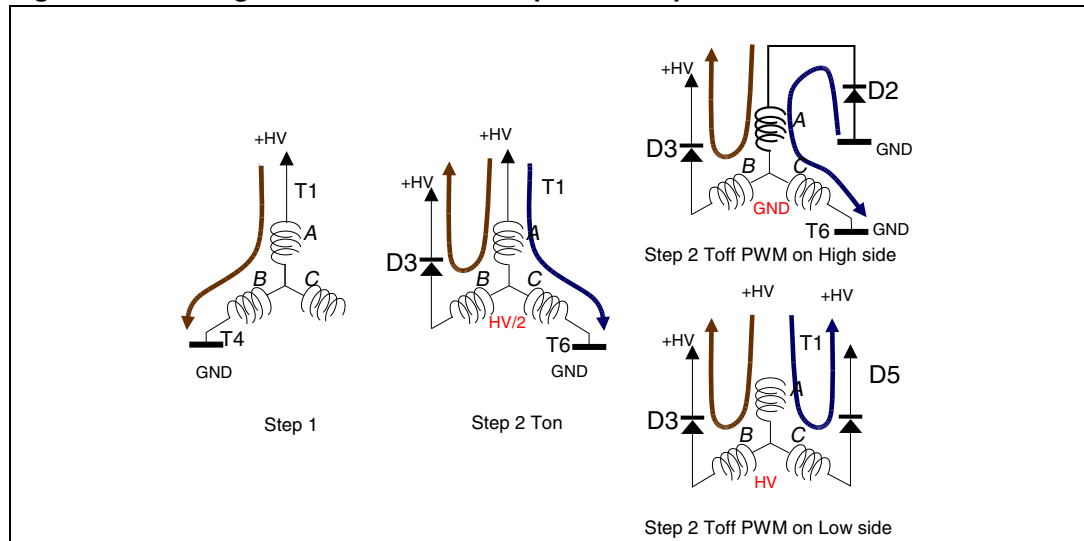 +HV
T1
A
B
C
T4
GND
Step 1
+HV
+HV
T1
A
D3
B
C
HV/2
T6
GND
Step 2 Ton
+HV
D2
A
D3
B
C
GND
GND
T6
GND
Step 2 Toff PWM on High side
+HV
+HV
+HV
T1
A
D5
D3
B
C
HV
Step 2 Toff PWM on Low side